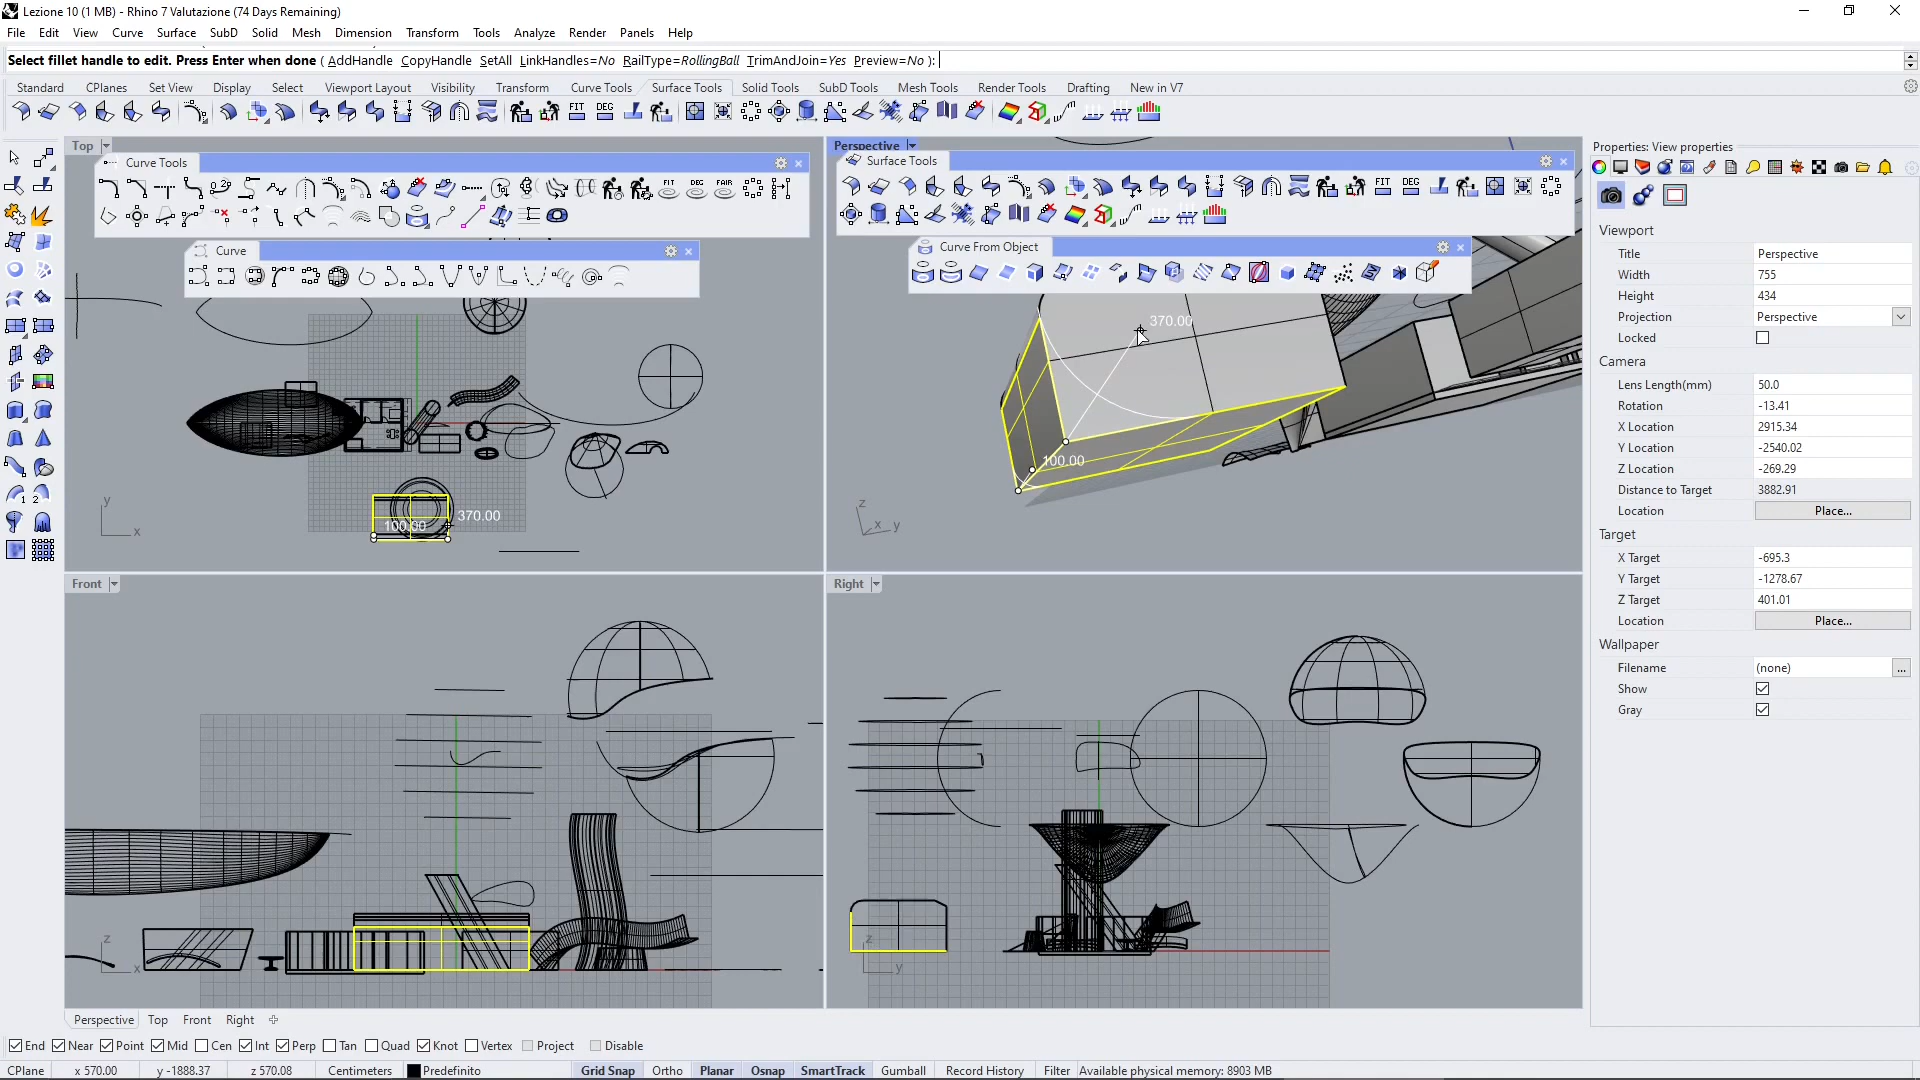 Lezione 10 (1 MB) - Rhino 7 Valutazione (74 Days Remaining)
File Edit View Curve Surface SubD Solid Mesh Dimension Transform Tools Analyze Render Panels Help
Select fillet handle to edit. Press Enter when done ( AddHandle CopyHandle SetAll LinkHandles=No RailType=RollingBall TrimAndJoin=Yes Preview=No ):
Standard CPlanes Set View Display Select Viewport Layout Visibility Transform Curve Tools Surface Tools Solid Tools SubD Tools Mesh Tools Render Tools Drafting New in V7
FIT DEG
Top
Curve Tools
FIT DEG FAIR
Curve
Perspective
Surface Tools
FIT DEG
Curve From Object
370.00
100.00
z
x y
y
x
100.00 370.00
Front
z
x
Right
z
y
Properties: View properties
Viewport
Title Perspective
Width 755
Height 434
Projection Perspective
Locked
Camera
Lens Length(mm) 50.0
Rotation -13.41
X Location 2915.34
Y Location -2540.02
Z Location -269.29
Distance to Target 3882.91
Location Place...
Target
X Target -695.3
Y Target -1278.67
Z Target 401.01
Location Place...
Wallpaper
Filename (none) ...
Show
Gray
Perspective Top Front Right
End Near Point Mid Cen Int Perp Tan Quad Knot Vertex Project Disable
CPlane x 570.00 y -1888.37 z 570.08 Centimeters Predefinito Grid Snap Ortho Planar Osnap SmartTrack Gumball Record History Filter Available physical memory: 8903 MB